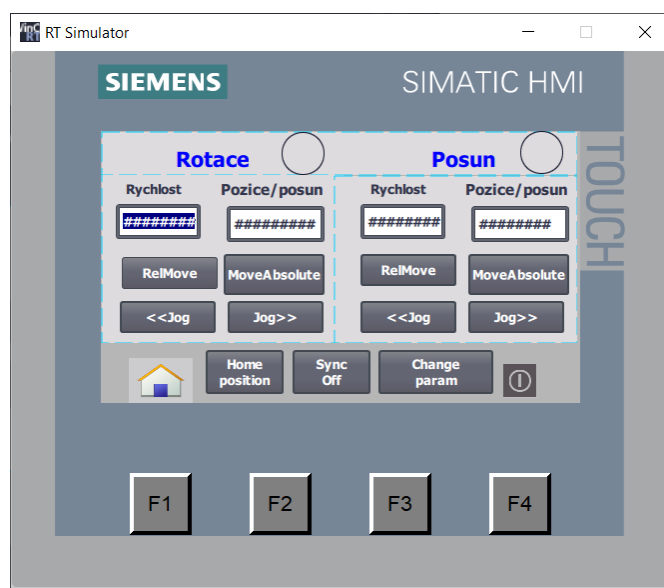 RT Simulator
SIEMENS
SIMATIC HMI
TOUCH
Rotace
Posun
Rychlost
Pozice/posun
Rychlost
Pozice/posun
########
#########
########
########
RelMove
MoveAbsolute
RelMove
MoveAbsolute
<<Jog
Jog>>
<<Jog
Jog>>
Home
position
Sync
Off
Change
param
F1
F2
F3
F4